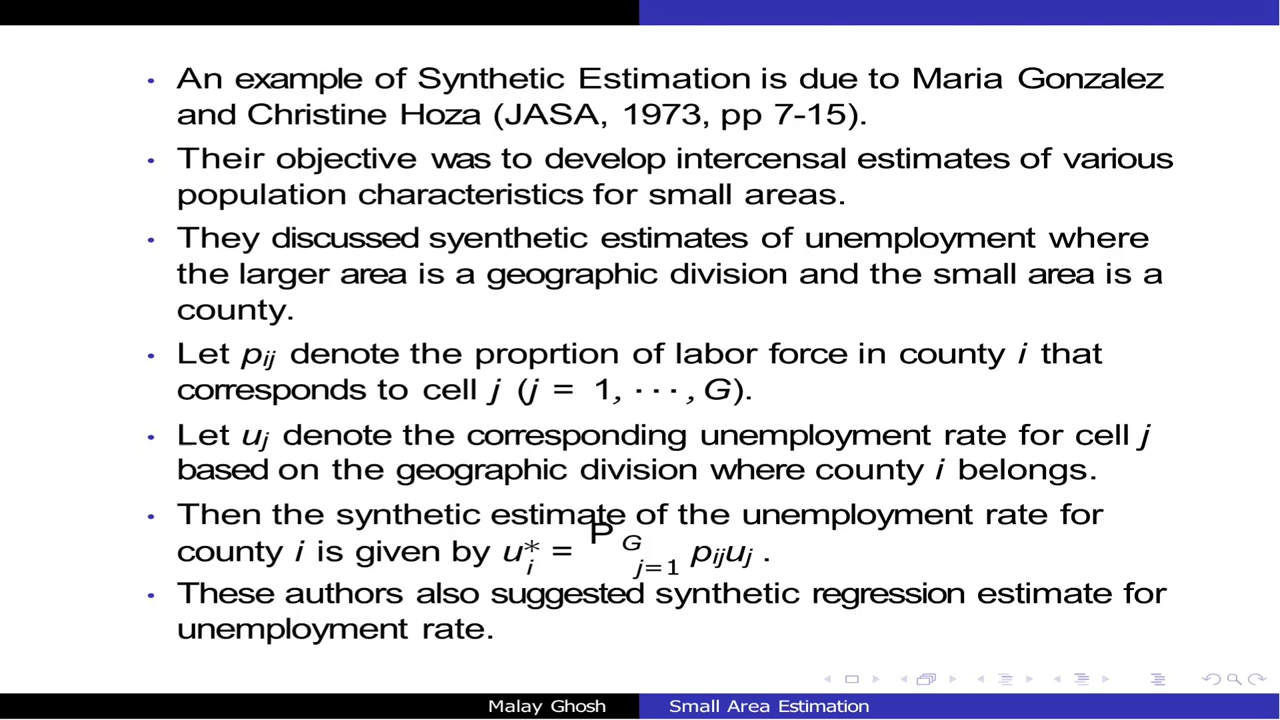 • An example of Synthetic Estimation is due to Maria Gonzalez
and Christine Hoza (JASA, 1973, pp 7-15).
• Their objective was to develop intercensal estimates of various
population characteristics for small areas.
• They discussed syenthetic estimates of unemployment where
the larger area is a geographic division and the small area is a
county.
• Let pij denote the proprtion of labor force in county i that
corresponds to cell j (j = 1, · · · , G).
• Let uj denote the corresponding unemployment rate for cell j
based on the geographic division where county i belongs.
• Then the synthetic estimate of the unemployment rate for
county i is given by u*i = P G j=1 pijuj .
• These authors also suggested synthetic regression estimate for
unemployment rate.
Malay Ghosh Small Area Estimation